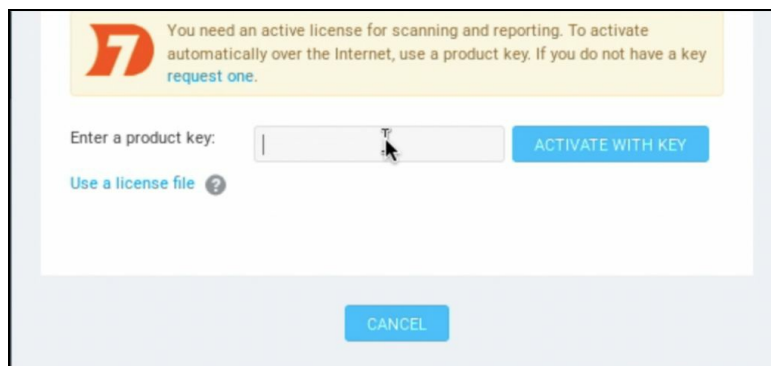 You need an active license for scanning and reporting. To activate
automatically over the Internet, use a product key. If you do not have a key
request one.
Enter a product key:
ACTIVATE WITH KEY
Use a license file ?
CANCEL